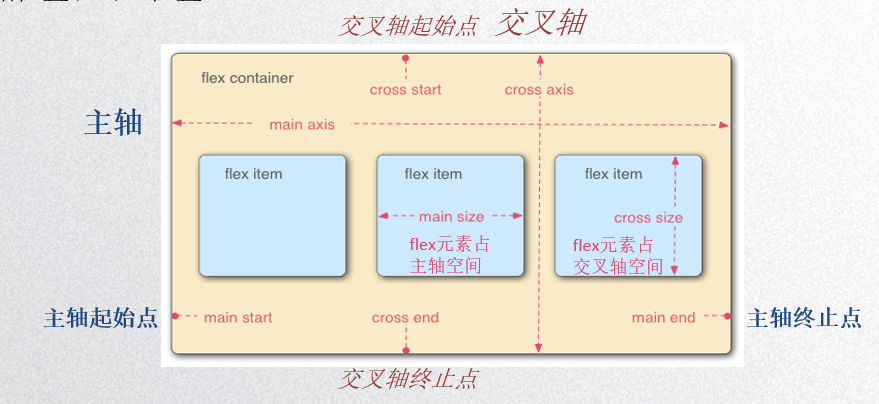 交叉轴起始点 交叉轴
flex container
cross start
cross axis
主轴
main axis
flex item
flex item
flex item
main size
cross size
flex元素占
主轴空间
flex元素占
交叉轴空间
主轴起始点
main start
cross end
main end
主轴终止点
交叉轴终止点